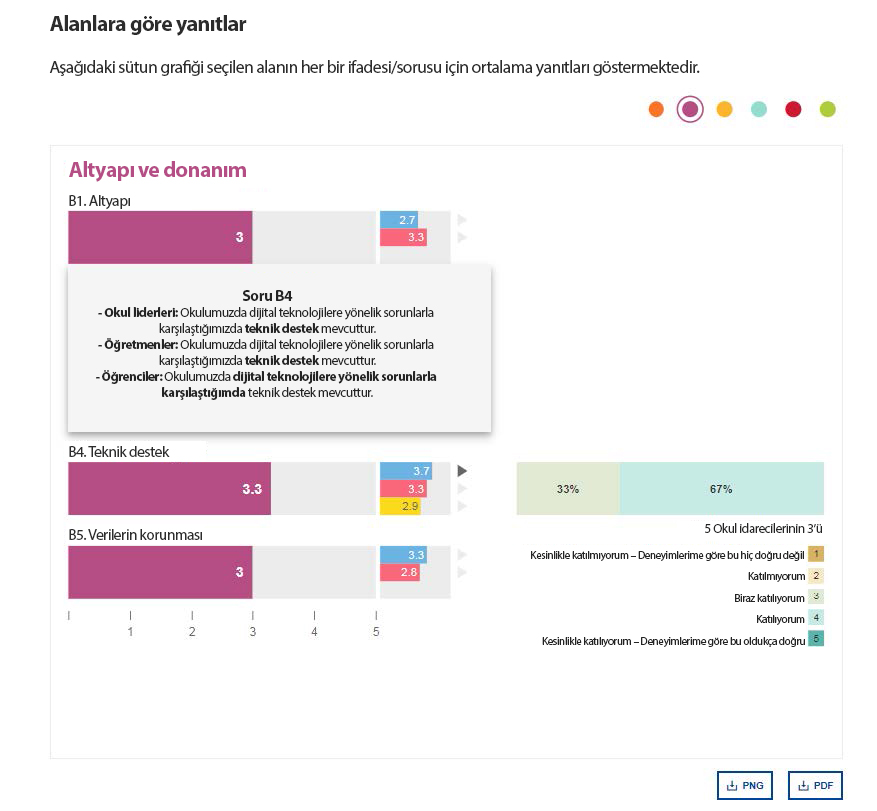 Alanlara göre yanıtlar
Aşağıdaki sütun grafiği seçilen alanın her bir ifadesi/sorusu için ortalama yanıtları göstermektedir.
Altyapı ve donanım
B1. Altyapı
3
2.7
3.3
Soru B4
- Okul liderleri: Okulumuzda dijital teknolojilere yönelik sorunlarla
karşılaştığımızda teknik destek mevcuttur.
- Öğretmenler: Okulumuzda dijital teknolojilere yönelik sorunlarla
karşılaştığımızda teknik destek mevcuttur.
- Öğrenciler: Okulumuzda dijital teknolojilere yönelik sorunlarla
karşılaştığımda teknik destek mevcuttur.
B4. Teknik destek
3.3
3.7
3.3
2.9
33%
67%
5 Okul idarecilerinin 3'ü
B5. Verilerin korunması
3
3.3
2.8
1
2
3
4
5
Kesinlikle katılmıyorum – Deneyimlerime göre bu hiç doğru değil 1
Katılmıyorum 2
Biraz katılıyorum 3
Katılıyorum 4
Kesinlikle katılıyorum – Deneyimlerime göre bu oldukça doğru 5
PNG
PDF